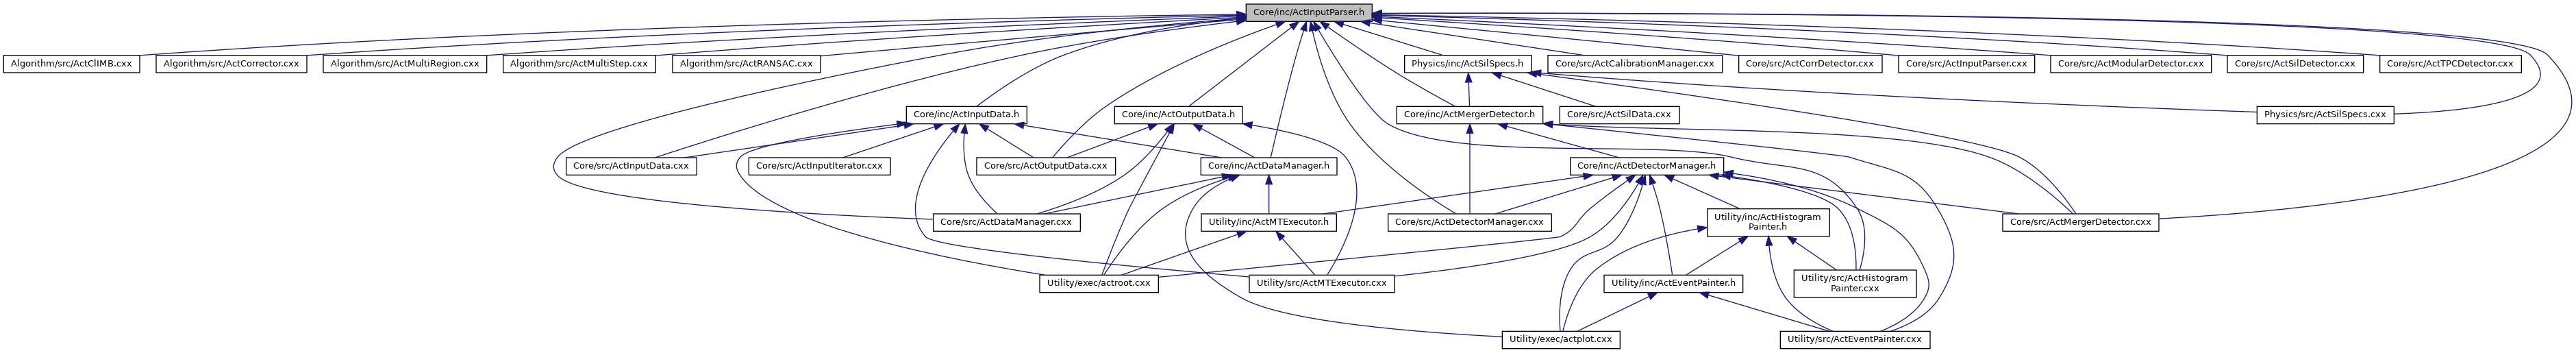 Core/inc/ActInputParser.h
Algorithm/src/ActCLIMB.cxx
Algorithm/src/ActCorrector.cxx
Algorithm/src/ActMultiRegion.cxx
Algorithm/src/ActMultiStep.cxx
Algorithm/src/ActRANSAC.cxx
Physics/inc/ActSilSpecs.h
Core/src/ActCalibrationManager.cxx
Core/src/ActCorrDetector.cxx
Core/src/ActInputParser.cxx
Core/src/ActModularDetector.cxx
Core/src/ActSilDetector.cxx
Core/src/ActTPCDetector.cxx
Core/inc/ActInputData.h
Core/inc/ActOutputData.h
Core/inc/ActMergerDetector.h
Core/src/ActSilData.cxx
Physics/src/ActSilSpecs.cxx
Core/src/ActInputData.cxx
Core/src/ActInputIterator.cxx
Core/src/ActOutputData.cxx
Core/inc/ActDataManager.h
Core/inc/ActDetectorManager.h
Core/src/ActDataManager.cxx
Utility/inc/ActMTExecutor.h
Core/src/ActDetectorManager.cxx
Utility/inc/ActHistogram
Painter.h
Core/src/ActMergerDetector.cxx
Utility/exec/actroot.cxx
Utility/src/ActMTExecutor.cxx
Utility/inc/ActEventPainter.h
Utility/src/ActHistogram
Painter.cxx
Utility/exec/actplot.cxx
Utility/src/ActEventPainter.cxx